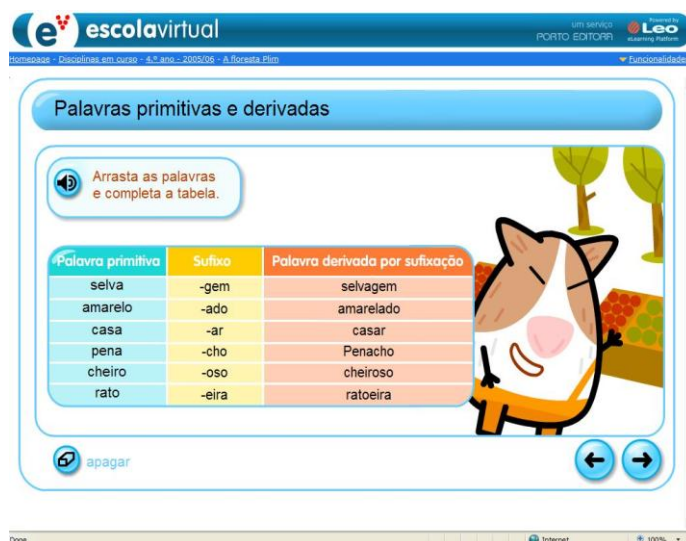 escolavirtual
um serviço
PORTO EDITORA
Powered by
Leo
eLearning Platform
Homepage - Disciplinas em curso - 4.º ano - 2005/06 - A floresta Plim
Funcionalidade
Palavras primitivas e derivadas
Arrasta as palavras
e completa a tabela.
Palavra primitiva Sufixo Palavra derivada por sufixação
selva -gem selvagem
amarelo -ado amarelado
casa -ar casar
pena -cho Penacho
cheiro -oso cheiroso
rato -eira ratoeira
apagar
Done Internet 100%